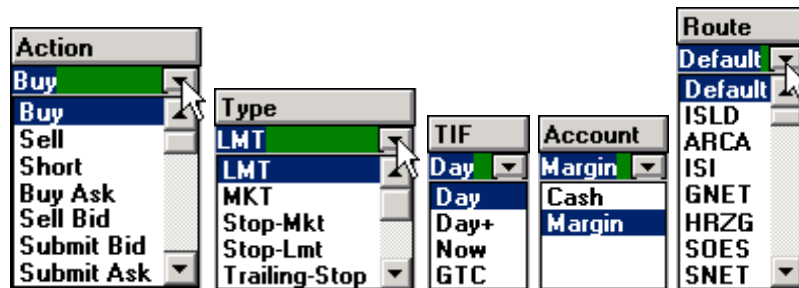 Action
Buy
Buy
Sell
Short
Buy Ask
Sell Bid
Submit Bid
Submit Ask
Type
LMT
LMT
MKT
Stop-Mkt
Stop-Lmt
Trailing-Stop
TIF
Day
Day
Day+
Now
GTC
Account
Margin
Cash
Margin
Route
Default
Default
ISLD
ARCA
ISI
GNET
HRZG
SOES
SNET